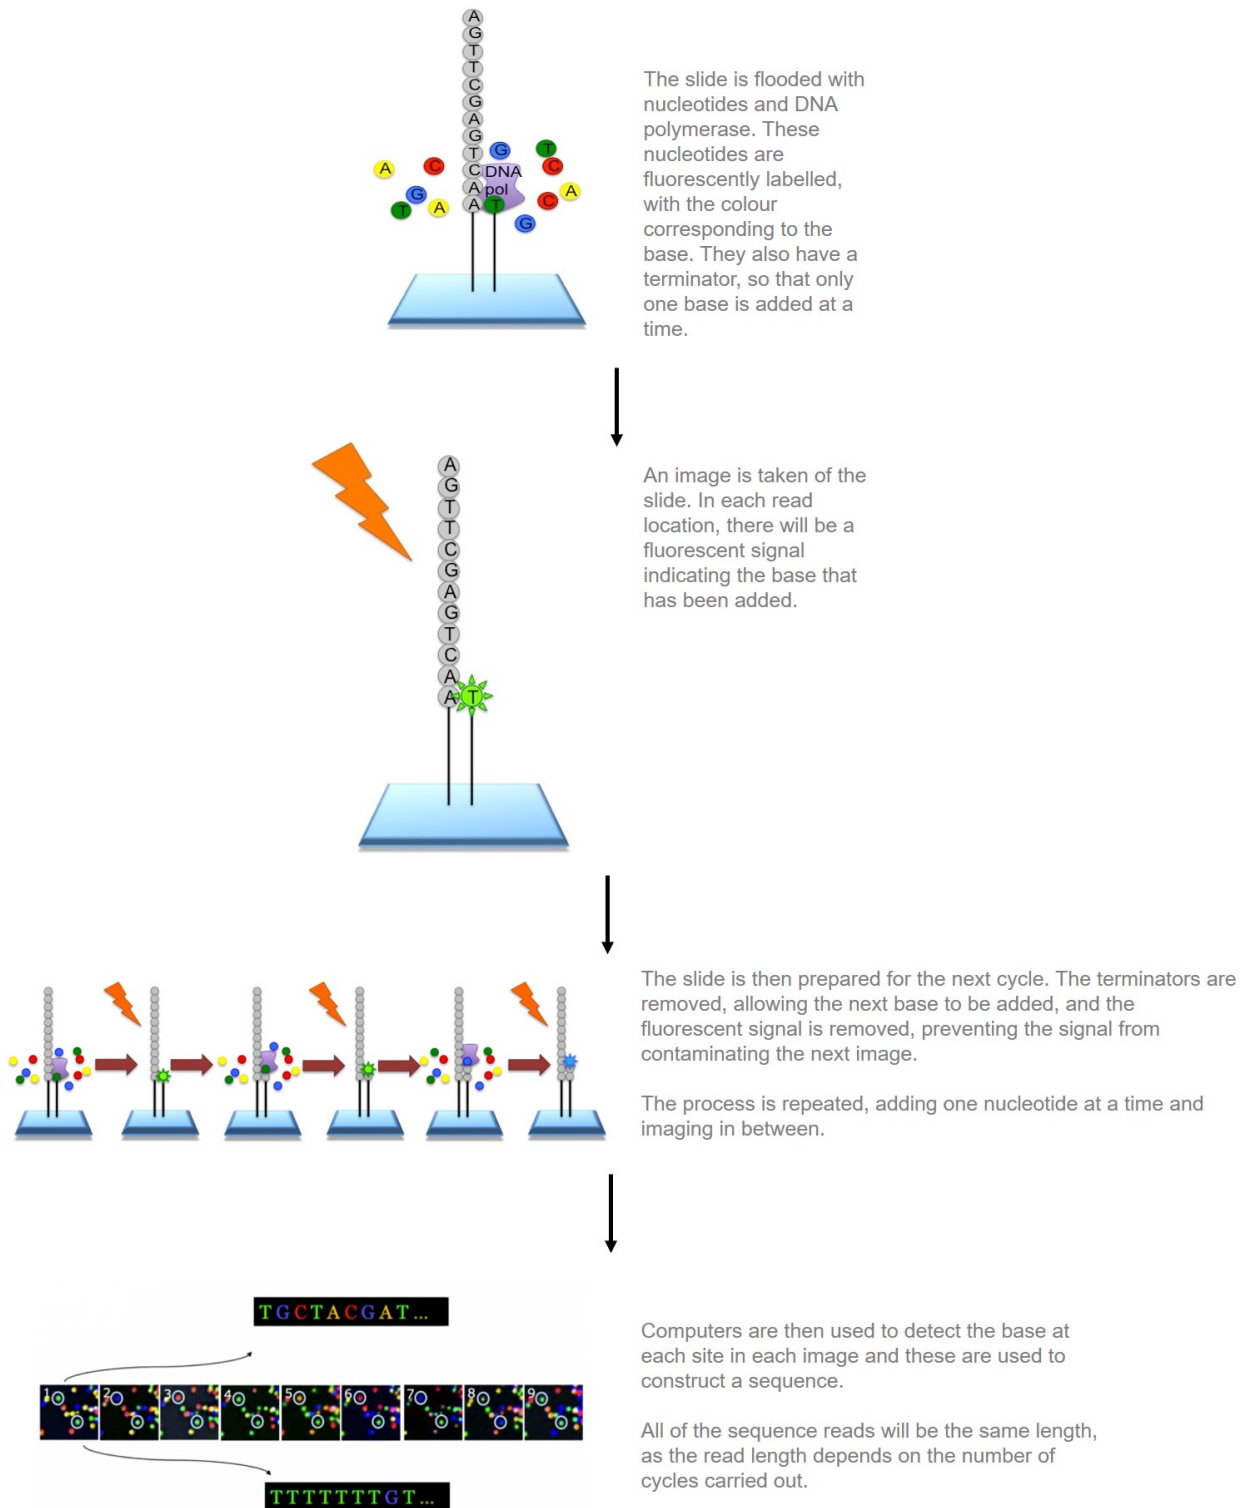 A
G
T
T
C
G
A
G
T
C
A
A
A
C
G
T
C
A
G
T
A
C
G
DNA
pol
T
The slide is flooded with
nucleotides and DNA
polymerase. These
nucleotides are
fluorescently labelled,
with the colour
corresponding to the
base. They also have a
terminator, so that only
one base is added at a
time.
A
G
T
T
C
G
A
G
T
C
A
A
T
An image is taken of the
slide. In each read
location, there will be a
fluorescent signal
indicating the base that
has been added.
The slide is then prepared for the next cycle. The terminators are
removed, allowing the next base to be added, and the
fluorescent signal is removed, preventing the signal from
contaminating the next image.
The process is repeated, adding one nucleotide at a time and
imaging in between.
TGCTACGAT...
1 2 3 4 5 6 7 8 9
TTTTTTTGT...
Computers are then used to detect the base at
each site in each image and these are used to
construct a sequence.
All of the sequence reads will be the same length,
as the read length depends on the number of
cycles carried out.